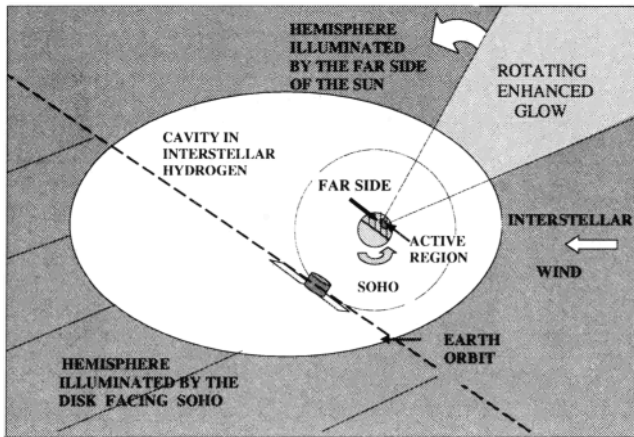 HEMISPHERE
ILLUMINATED
BY THE FAR SIDE
OF THE SUN
ROTATING
ENHANCED
GLOW
CAVITY IN
INTERSTELLAR
HYDROGEN
FAR SIDE
ACTIVE
REGION
INTERSTELLAR
WIND
SOHO
EARTH
ORBIT
HEMISPHERE
ILLUMINATED BY THE
DISK FACING SOHO